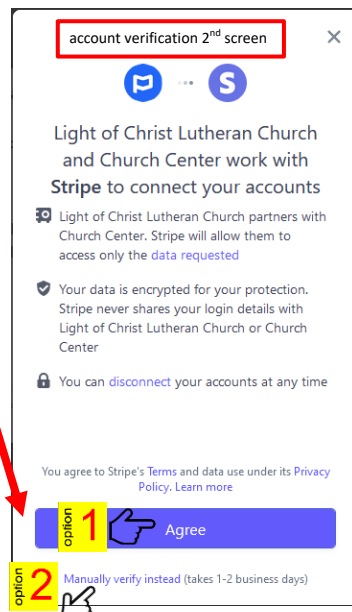 account verification 2nd screen
Light of Christ Lutheran Church
and Church Center work with
Stripe to connect your accounts
Light of Christ Lutheran Church partners with
Church Center. Stripe will allow them to
access only the data requested
Your data is encrypted for your protection.
Stripe never shares your login details with
Light of Christ Lutheran Church or Church
Center
You can disconnect your accounts at any time
You agree to Stripe's Terms and data use under its Privacy
Policy. Learn more
option 1 Agree
option 2 Manually verify instead (takes 1-2 business days)